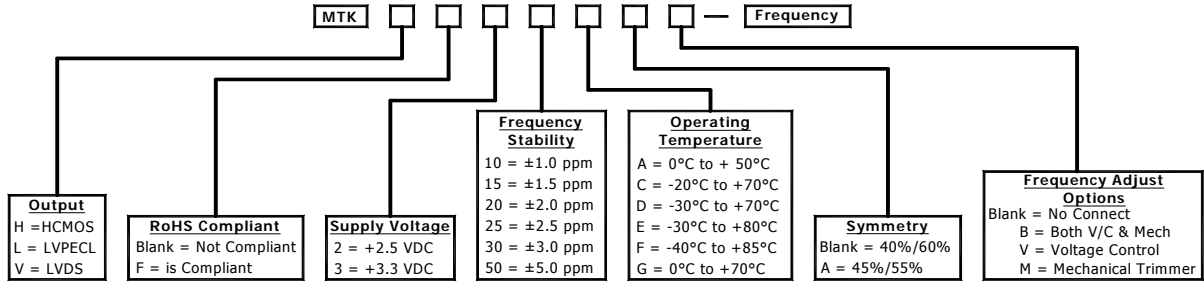 MTK — Frequency
Output
H =HCMOS
L = LVPECL
V = LVDS
RoHS Compliant
Blank = Not Compliant
F = is Compliant
Supply Voltage
2 = +2.5 VDC
3 = +3.3 VDC
Frequency
Stability
10 = ±1.0 ppm
15 = ±1.5 ppm
20 = ±2.0 ppm
25 = ±2.5 ppm
30 = ±3.0 ppm
50 = ±5.0 ppm
Operating
Temperature
A = 0°C to + 50°C
C = -20°C to +70°C
D = -30°C to +70°C
E = -30°C to +80°C
F = -40°C to +85°C
G = 0°C to +70°C
Symmetry
Blank = 40%/60%
A = 45%/55%
Frequency Adjust
Options
Blank = No Connect
B = Both V/C & Mech
V = Voltage Control
M = Mechanical Trimmer